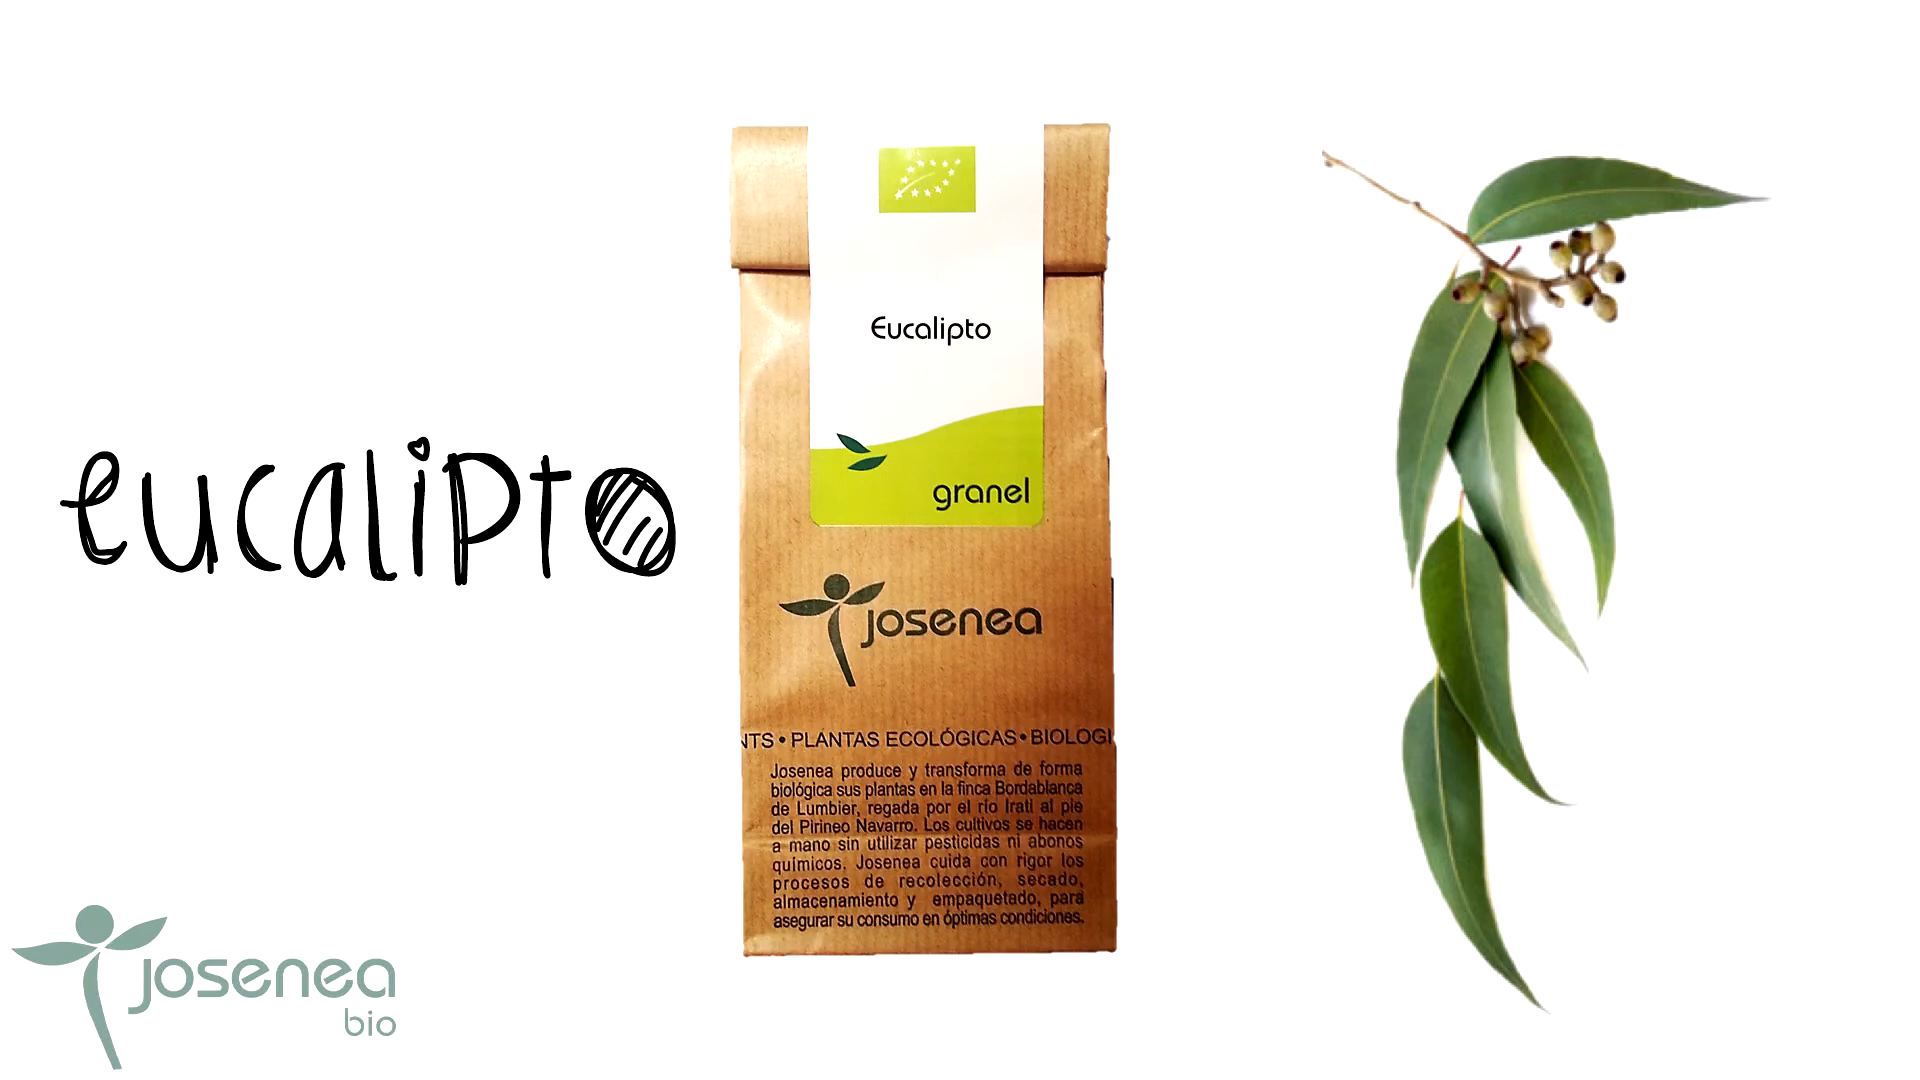 eucalipto
Eucalipto
granel
josenea
NTS • PLANTAS ECOLÓGICAS • BIOLOGI
Josenea produce y transforma de forma
biológica sus plantas en la finca Bordablanca
de Lumbier, regada por el río Irati al pie
del Pirineo Navarro. Los cultivos se hacen
a mano sin utilizar pesticidas ni abonos
químicos. Josenea cuida con rigor los
procesos de recolección, secado,
almacenamiento y empaquetado, para
asegurar su consumo en óptimas condiciones.
josenea
bio